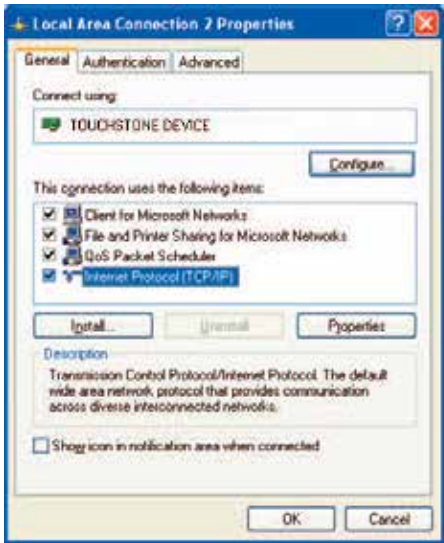 Local Area Connection 2 Properties
General Authentication Advanced
Connect using:
TOUCHSTONE DEVICE
Configure...
This connection uses the following items:
Client for Microsoft Networks
File and Printer Sharing for Microsoft Networks
QoS Packet Scheduler
Internet Protocol (TCP/IP)
Install... Uninstall Properties
Description
Transmission Control Protocol/Internet Protocol. The default
wide area network protocol that provides communication
across diverse interconnected networks.
Show icon in notification area when connected
OK Cancel